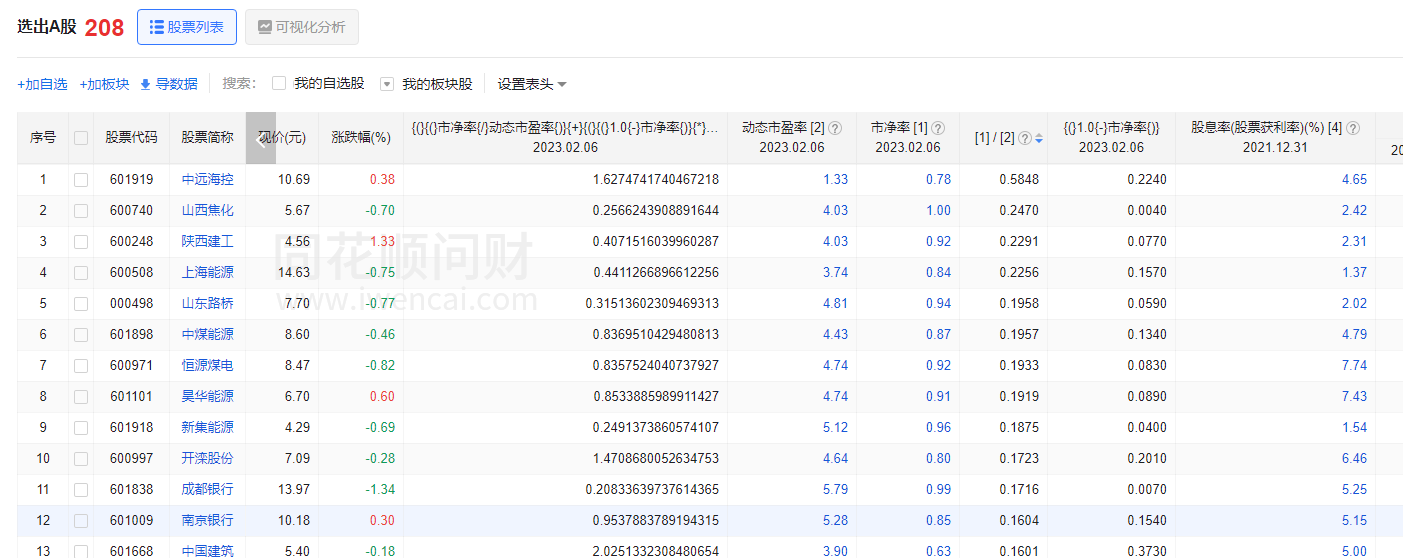 选出A股 208 股票列表 可视化分析
+加自选 +加板块 导数据 搜索: 我的自选股 我的板块股 设置表头
序号 股票代码 股票简称 现价(元) 涨跌幅(%) {(}{(}市净率{/}动态市盈率{)}{+}{(}{(}1.0{-}市净率{)}{*}... 动态市盈率 [2] 市净率 [1] [1] / [2] {(}1.0{-}市净率{)} 股息率(股票获利率)(%) [4]
2023.02.06 2023.02.06 2023.02.06 2023.02.06 2021.12.31 20
1 601919 中远海控 10.69 0.38 1.6274741740467218 1.33 0.78 0.5848 0.2240 4.65
2 600740 山西焦化 5.67 -0.70 0.2566243908891644 4.03 1.00 0.2470 0.0040 2.42
3 600248 陕西建工 4.56 1.33 0.4071516039960287 4.03 0.92 0.2291 0.0770 2.31
4 600508 上海能源 14.63 -0.75 0.4411266896612256 3.74 0.84 0.2256 0.1570 1.37
5 000498 山东路桥 7.70 -0.77 0.31513602309469313 4.81 0.94 0.1958 0.0590 2.02
6 601898 中煤能源 8.60 -0.46 0.8369510429480813 4.43 0.87 0.1957 0.1340 4.79
7 600971 恒源煤电 8.47 -0.82 0.8357524040737927 4.74 0.92 0.1933 0.0830 7.74
8 601101 昊华能源 6.70 0.60 0.8533885989911427 4.74 0.91 0.1919 0.0890 7.43
9 601918 新集能源 4.29 -0.69 0.2491373860574107 5.12 0.96 0.1875 0.0400 1.54
10 600997 开滦股份 7.09 -0.28 1.4708680052634753 4.64 0.80 0.1723 0.2010 6.46
11 601838 成都银行 13.97 -1.34 0.20833639737614365 5.79 0.99 0.1716 0.0070 5.25
12 601009 南京银行 10.18 0.30 0.9537883789194315 5.28 0.85 0.1604 0.1540 5.15
13 601668 中国建筑 5.40 -0.18 2.0251332308480654 3.90 0.63 0.1601 0.3730 5.00
同花顺问财
www.iwencai.com